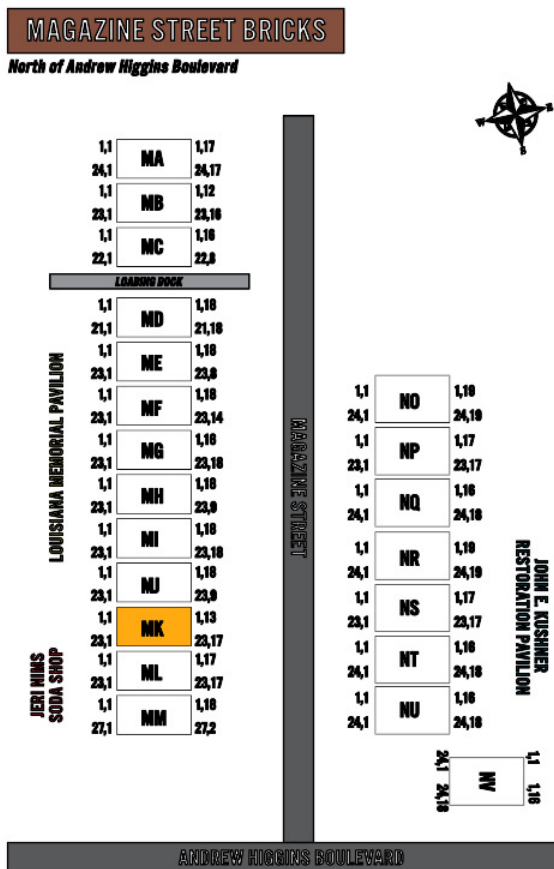 MAGAZINE STREET BRICKS
North of Andrew Higgins Boulevard
W
E
S
1,1 MA 1,17
24,1 24,17
1,1 MB 1,12
23,1 23,16
1,1 MC 1,16
22,1 22,8
LOADING DOCK
1,1 MD 1,18
21,1 21,18
1,1 ME 1,18
23,1 23,8
1,1 MF 1,18
23,1 23,14
1,1 MG 1,16
23,1 23,18
1,1 MH 1,18
23,1 23,9
1,1 MI 1,18
23,1 23,18
1,1 MJ 1,18
23,1 23,9
1,1 MK 1,13
23,1 23,17
1,1 ML 1,17
23,1 23,17
1,1 MM 1,18
27,1 27,2
LOUISIANA MEMORIAL PAVILION
JERI NIMS
SODA SHOP
MAGAZINE STREET
1,1 NO 1,19
24,1 24,19
1,1 NP 1,17
23,1 23,17
1,1 NQ 1,16
24,1 24,18
1,1 NR 1,19
24,1 24,19
1,1 NS 1,17
23,1 23,17
1,1 NT 1,16
24,1 24,18
1,1 NU 1,16
24,1 24,18
JOHN E. KUSHNER
RESTORATION PAVILION
24,1 NV 1,1
24,18 1,16
ANDREW HIGGINS BOULEVARD